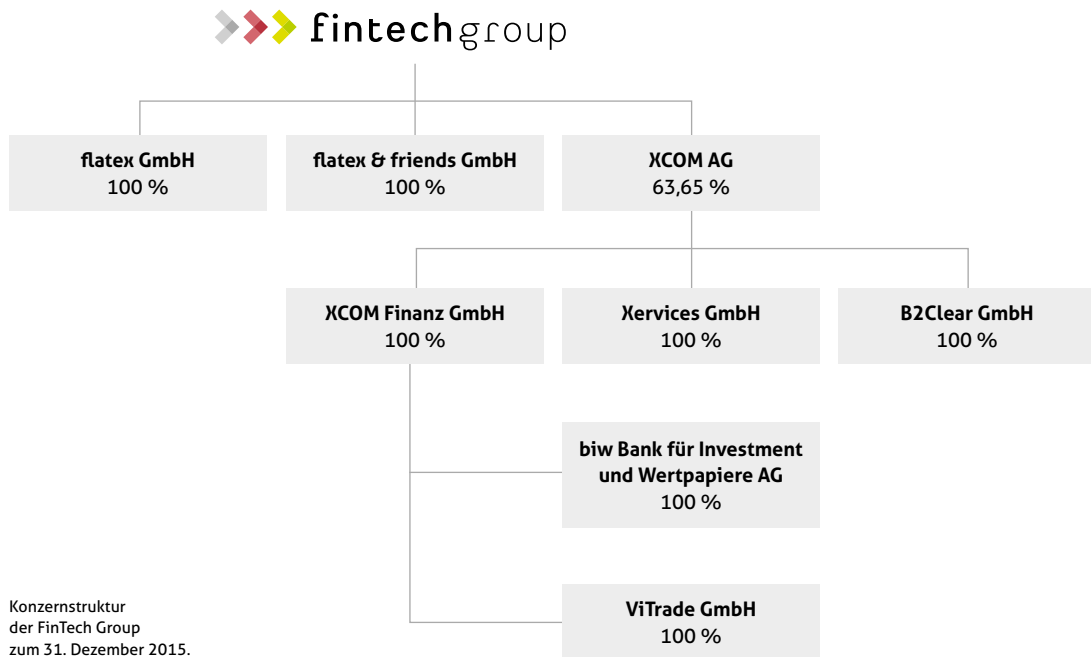 fintechgroup
flatex GmbH
100 %
flatex & friends GmbH
100 %
XCOM AG
63,65 %
XCOM Finanz GmbH
100 %
Xervices GmbH
100 %
B2Clear GmbH
100 %
biw Bank für Investment
und Wertpapiere AG
100 %
ViTrade GmbH
100 %
Konzernstruktur
der FinTech Group
zum 31. Dezember 2015.